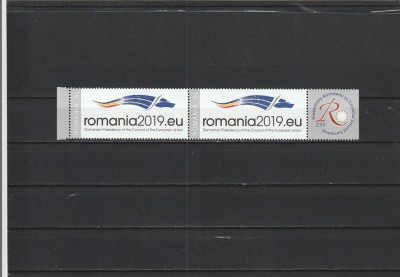 romania2019.eu
Romanian Presidency of the Council of the European Union
romania2019.eu
Romanian Presidency of the Council of the European Union
R
2019